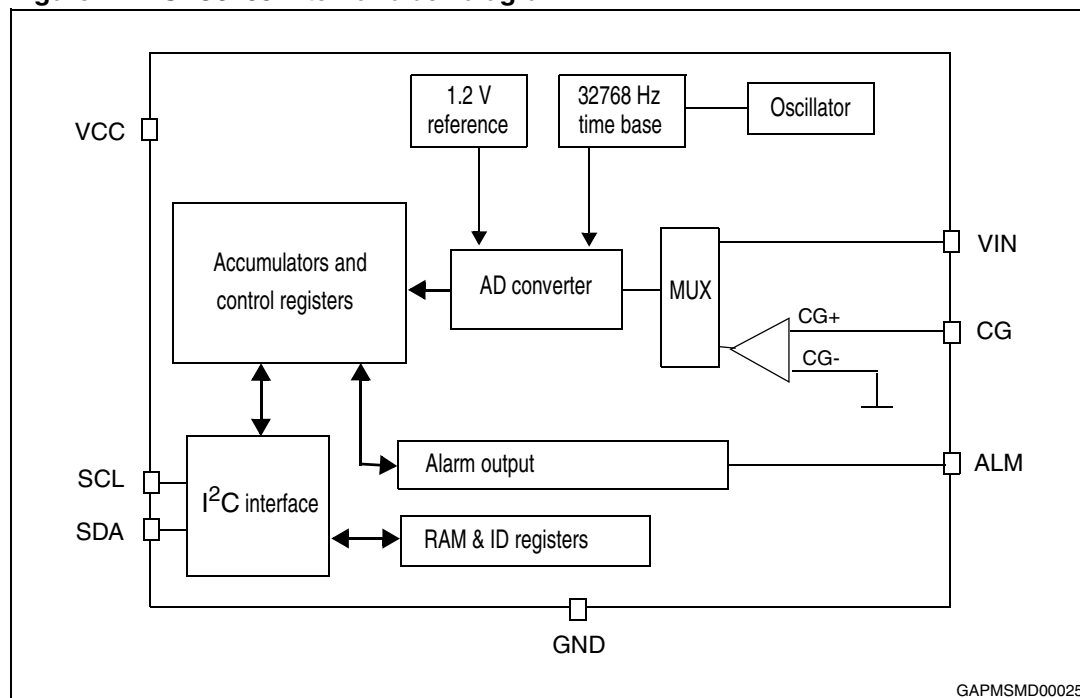 1.2 V
reference
32768 Hz
time base
Oscillator
VCC
Accumulators and
control registers
AD converter
MUX
VIN
CG+
CG
CG-
Alarm output
ALM
SCL
SDA
I²C interface
RAM & ID registers
GND
GAPMSMD00025